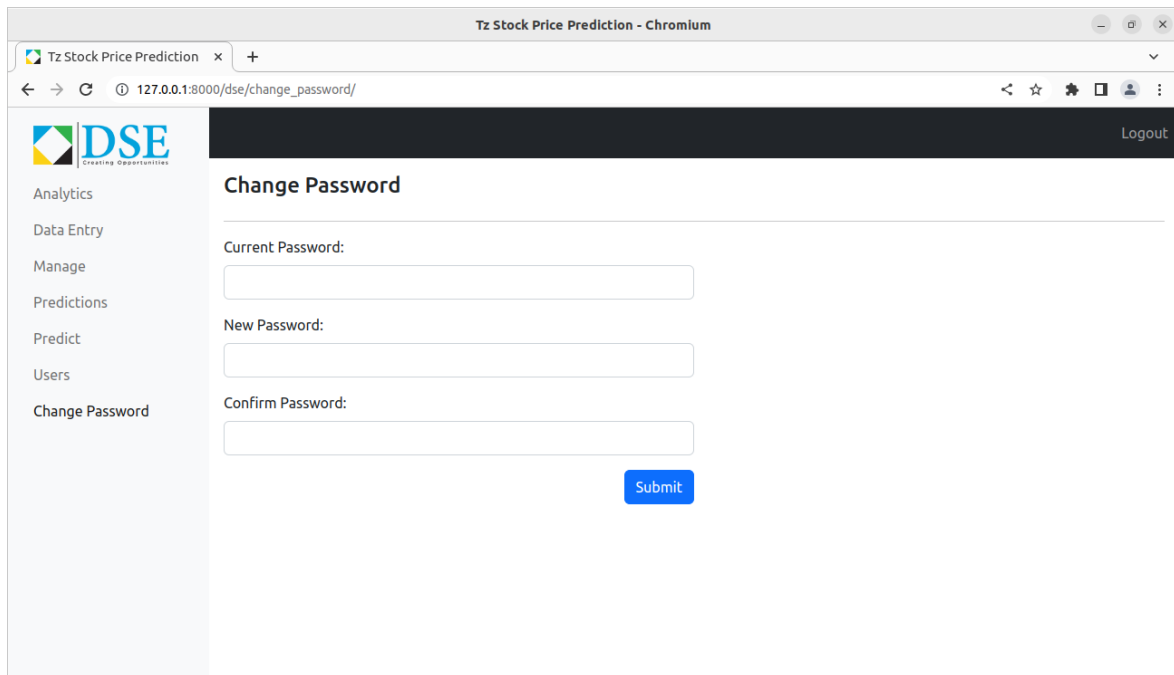 Tz Stock Price Prediction - Chromium
Tz Stock Price Prediction
127.0.0.1:8000/dse/change_password/
DSE
Creating Opportunities
Logout
Analytics
Data Entry
Manage
Predictions
Predict
Users
Change Password
Change Password
Current Password:
New Password:
Confirm Password:
Submit